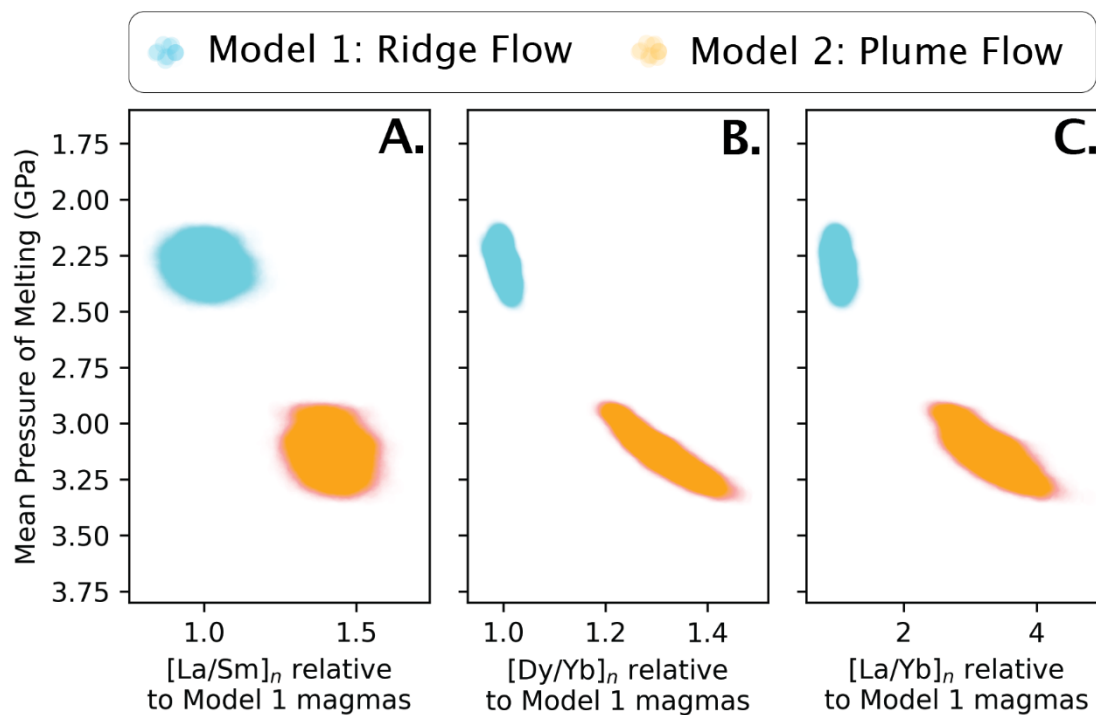 Model 1: Ridge Flow
Model 2: Plume Flow
A.
B.
C.
Mean Pressure of Melting (GPa)
1.75
2.00
2.25
2.50
2.75
3.00
3.25
3.50
3.75
1.0 1.5
1.0 1.2 1.4
2 4
[La/Sm]n relative
to Model 1 magmas
[Dy/Yb]n relative
to Model 1 magmas
[La/Yb]n relative
to Model 1 magmas